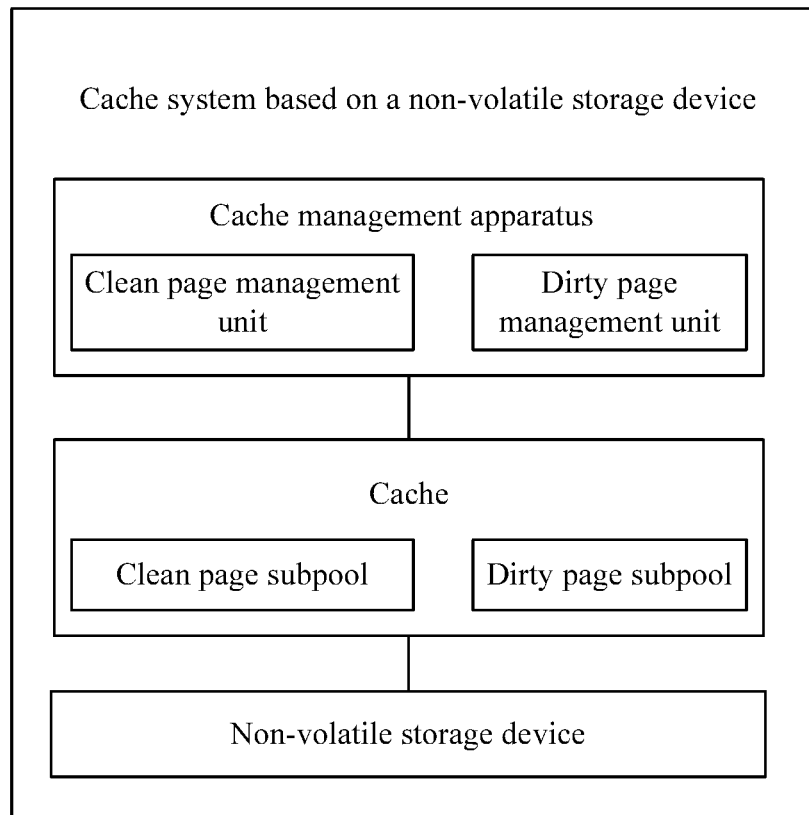 Cache system based on a non-volatile storage device
Cache management apparatus
Clean page management
unit
Dirty page
management unit
Cache
Clean page subpool
Dirty page subpool
Non-volatile storage device